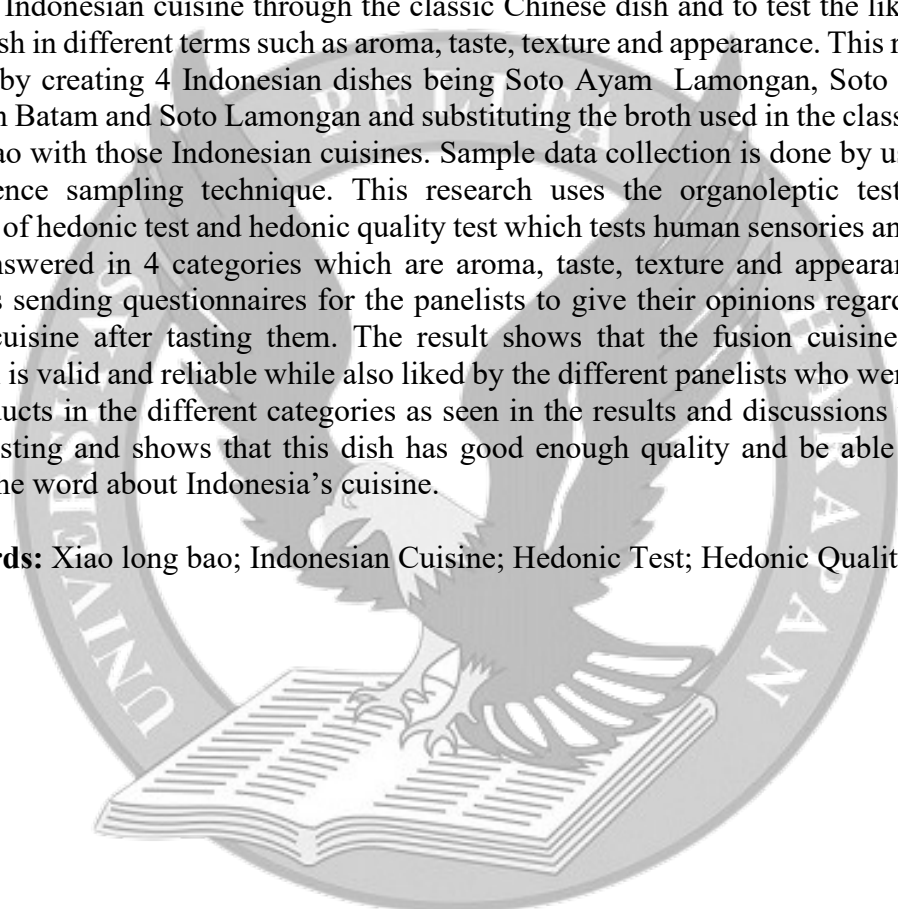 Indonesian cuisine through the classic Chinese dish and to test the lik
sh in different terms such as aroma, taste, texture and appearance. This r
by creating 4 Indonesian dishes being Soto Ayam Lamongan, Soto
n Batam and Soto Lamongan and substituting the broth used in the class
ao with those Indonesian cuisines. Sample data collection is done by us
ence sampling technique. This research uses the organoleptic test
of hedonic test and hedonic quality test which tests human sensories an
nswered in 4 categories which are aroma, taste, texture and appearan
s sending questionnaires for the panelists to give their opinions regard
cuisine after tasting them. The result shows that the fusion cuisine
is valid and reliable while also liked by the different panelists who wer
ucts in the different categories as seen in the results and discussions
sting and shows that this dish has good enough quality and be able
ne word about Indonesia’s cuisine.
rds: Xiao long bao; Indonesian Cuisine; Hedonic Test; Hedonic Qualit
UNIVERSITAS PELITA HARAPAN